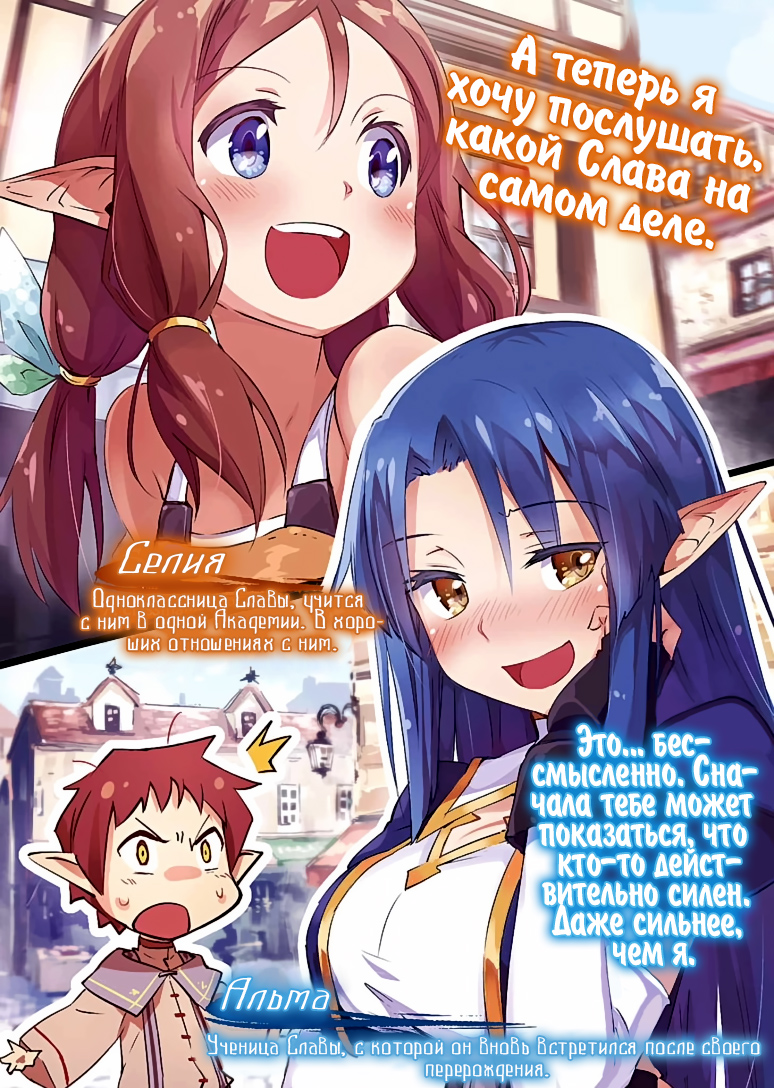 А теперь я
хочу послушать,
какой Слава на
самом деле.
Селия
Одноклассница Славы, учится
с ним в одной Академии. В хоро-
ших отношениях с ним.
Это... бес-
смысленно. Сна-
чала тебе может
показаться, что
кто-то дейст-
вительно силен.
Даже сильнее,
чем я.
Альма
Ученица Славы, с которой он вновь встретился после своего
перерождения.